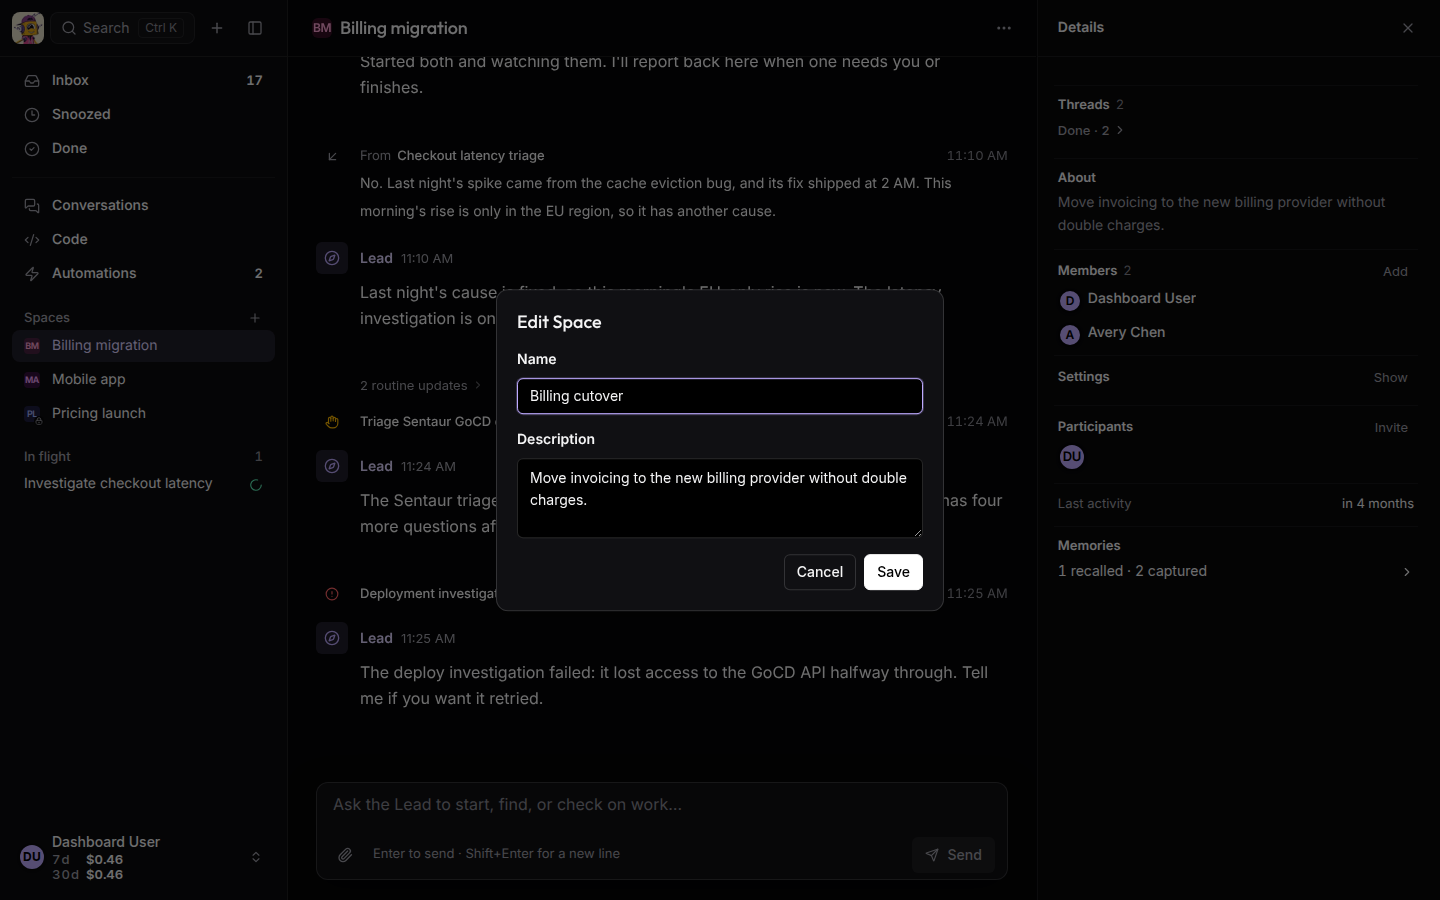 Search Ctrl K
Inbox 17
Snoozed
Done
Conversations
Code
Automations 2
Spaces
BM Billing migration
MA Mobile app
PL Pricing launch
In flight 1
Investigate checkout latency
DU Dashboard User
7d $0.46
30d $0.46
BM Billing migration
Started both and watching them. I'll report back here when one needs you or
finishes.
From Checkout latency triage 11:10 AM
No. Last night's spike came from the cache eviction bug, and its fix shipped at 2 AM. This
morning's rise is only in the EU region, so it has another cause.
Lead 11:10 AM
Last night's cause
investigation is on
2 routine updates
Triage Sentaur GoCD 11:24 AM
Lead 11:24 AM
The Sentaur triage has four
more questions
Deployment 11:25 AM
Lead 11:25 AM
The deploy investigation failed: it lost access to the GoCD API halfway through. Tell
me if you want it retried.
Ask the Lead to start, find, or check on work...
Enter to send · Shift+Enter for a new line
Send
Edit Space
Name
Billing cutover
Description
Move invoicing to the new billing provider without double
charges.
Cancel Save
Details
Threads 2
Done · 2
About
Move invoicing to the new billing provider without
double charges.
Members 2 Add
D Dashboard User
A Avery Chen
Settings Show
Participants Invite
DU
Last activity in 4 months
Memories
1 recalled · 2 captured